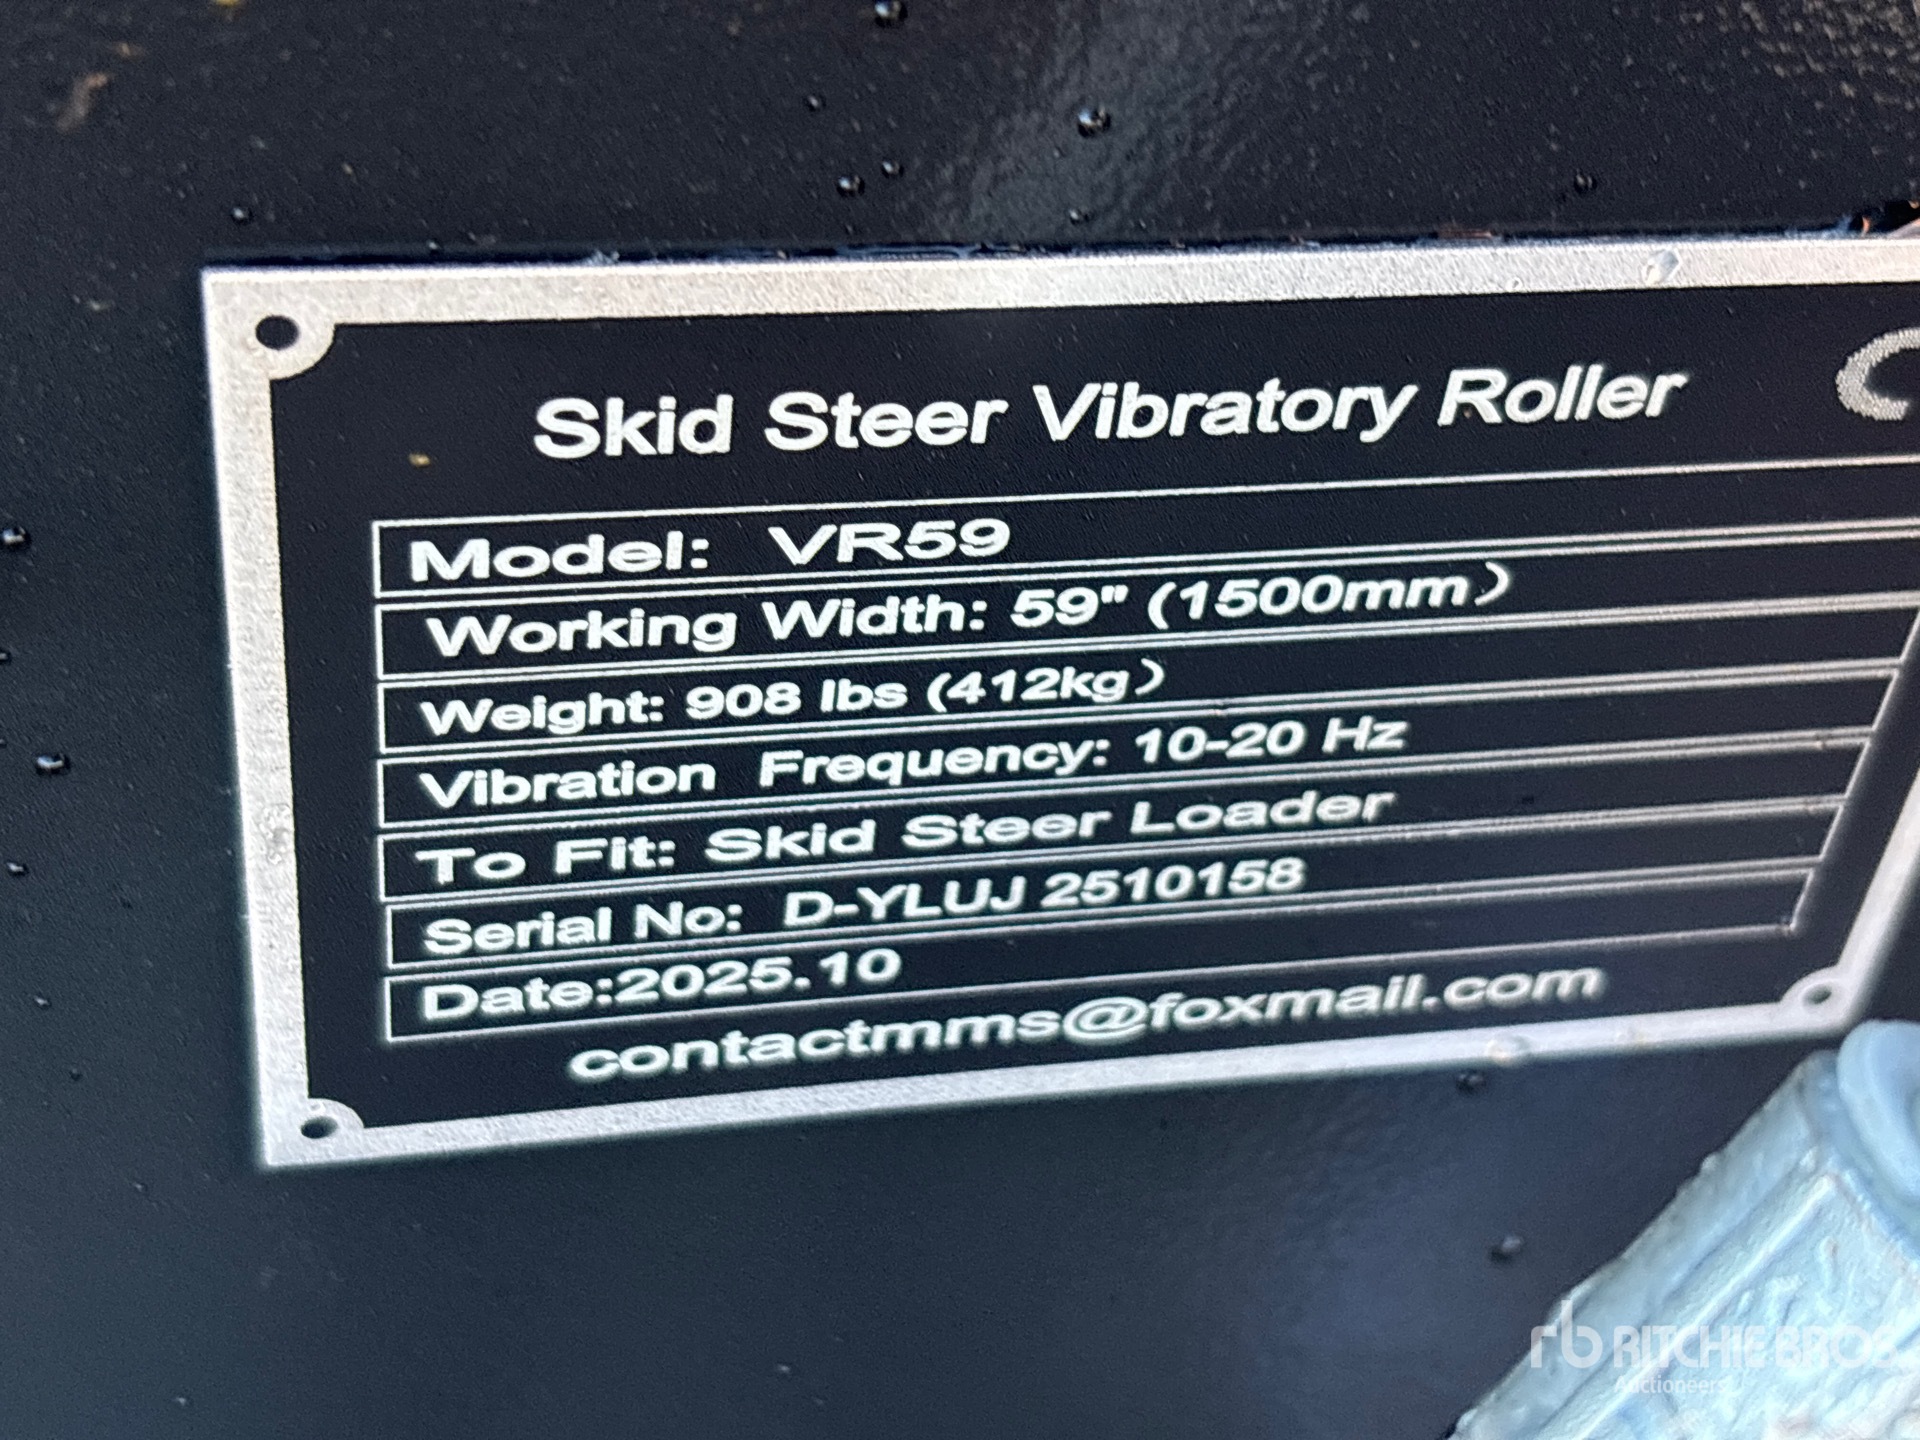 Skid Steer Vibratory Roller
Model: VR59
Working Width: 59" (1500mm)
Weight: 908 lbs (412kg)
Vibration Frequency: 10-20 Hz
To Fit: Skid Steer Loader
Serial No: D-YLUJ 2510158
Date:2025.10
contactmms@foxmail.com
rb RITCHIE BROS
Auctioneers